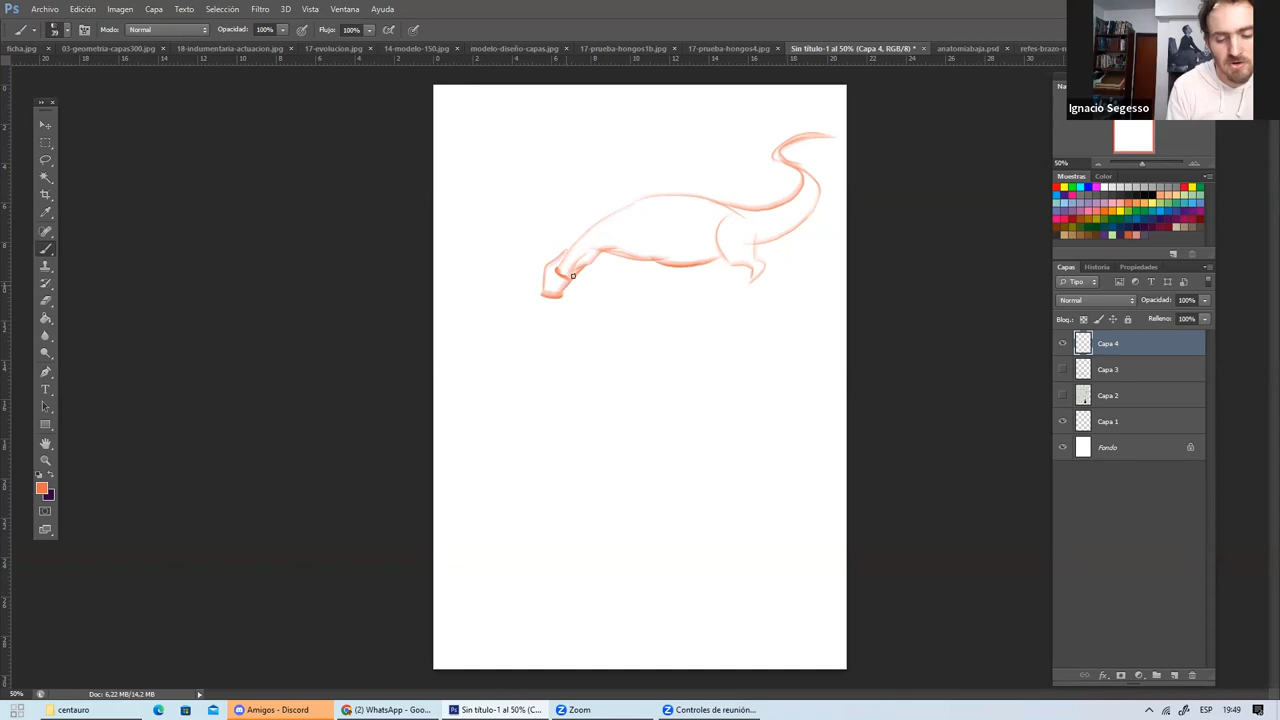 Ps Archivo Edición Imagen Capa Texto Selección Filtro 3D Vista Ventana Ayuda
39 Modo: Normal Opacidad: 100% Flujo: 100%
ficha.jpg × 03-geometria-capas300.jpg × 18-indumentaria-actuacion.jpg × 17-evolucion.jpg × 14-modelo-150.jpg × modelo-diseño-capas.jpg × 17-prueba-hongos1b.jpg × 17-prueba-hongos4.jpg × Sin título-1 al 50% (Capa 4, RGB/8) * × anatomiabaja.psd × refes-brazo-
Ignacio Segesso
50%
Muestras Color
Capas Historia Propiedades
Tipo
Normal Opacidad: 100%
Bloq.: Relleno: 100%
Capa 4
Capa 3
Capa 2
Capa 1
Fondo
50% Doc: 6,22 MB/14,2 MB
centauro Amigos - Discord (2) WhatsApp - Goo... Sin título-1 al 50% (C... Zoom Controles de reunión... ESP 19:49